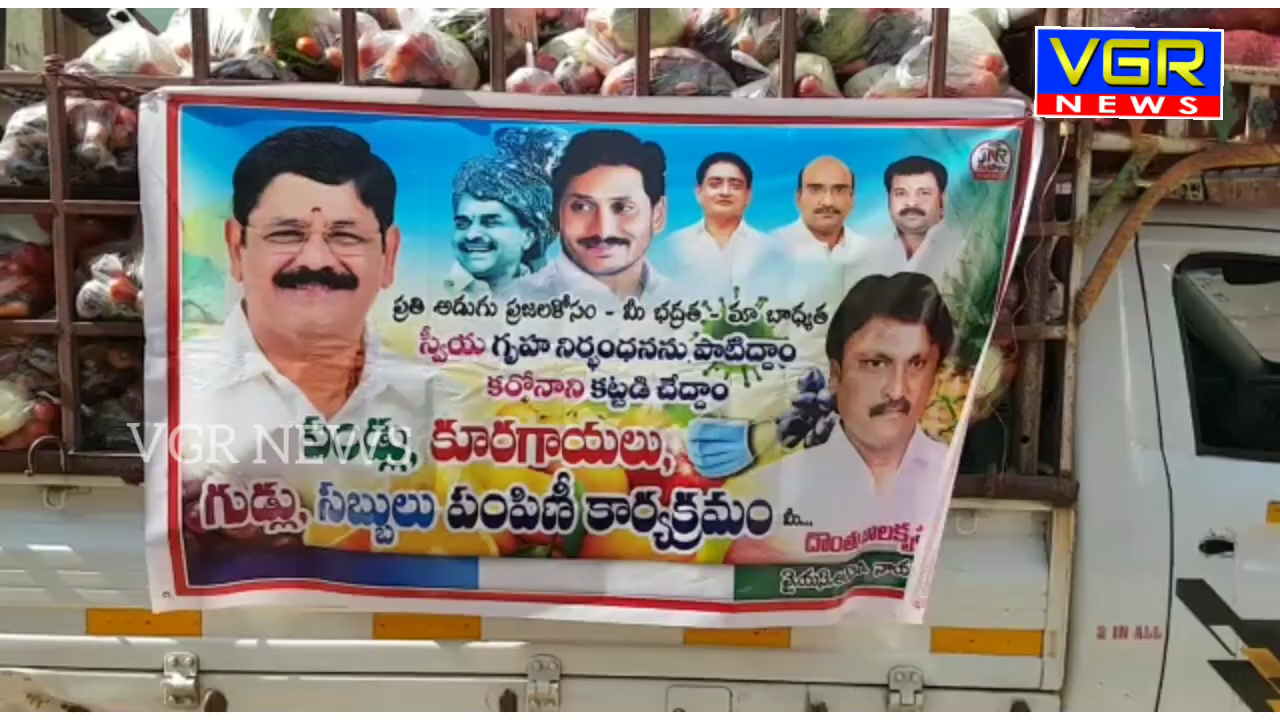 VGR
NEWS
JNR
ప్రతి అడుగు ప్రజలకోసం - మీ భద్రత - మా బాధ్యత
స్వీయ గృహ నిర్భంధనను పాటిద్దాం
కరోనాని కట్టడి చేద్దాం
పండ్లు, కూరగాయలు,
గుడ్లు, సబ్బులు పంపిణీ కార్యక్రమం
మీ...
దొంతు
VGR NEWS
2 IN ALL